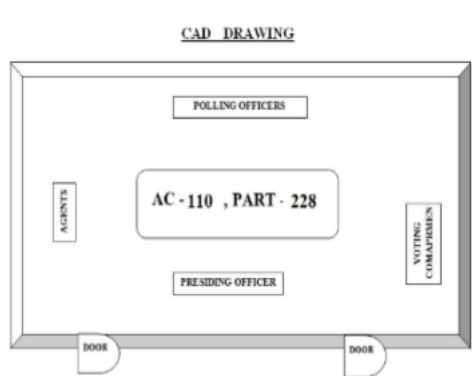 CAD DRAWING
POLLING OFFICERS
AGENTS
AC - 110 , PART - 228
VOTING
COMAPRMEN
PRESIDING OFFICER
DOOR
DOOR